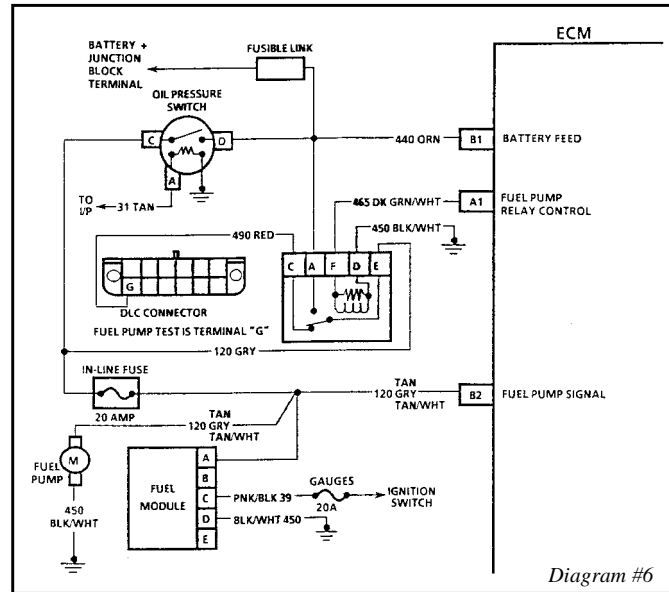 ECM
BATTERY +
JUNCTION
BLOCK
TERMINAL
FUSIBLE LINK
OIL PRESSURE
SWITCH
C
D
A
440 ORN
B1
BATTERY FEED
TO
I/P
31 TAN
465 DK GRN/WHT
A1
FUEL PUMP
RELAY CONTROL
450 BLK/WHT
490 RED
C
A
F
D
E
G
DLC CONNECTOR
FUEL PUMP TEST IS TERMINAL "G"
120 GRY
IN-LINE FUSE
20 AMP
TAN
120 GRY
TAN/WHT
B2
FUEL PUMP SIGNAL
TAN
120 GRY
TAN/WHT
M
FUEL
PUMP
450
BLK/WHT
FUEL
MODULE
A
B
C
D
E
PNK/BLK 39
GAUGES
20A
IGNITION
SWITCH
BLK/WHT 450
Diagram #6